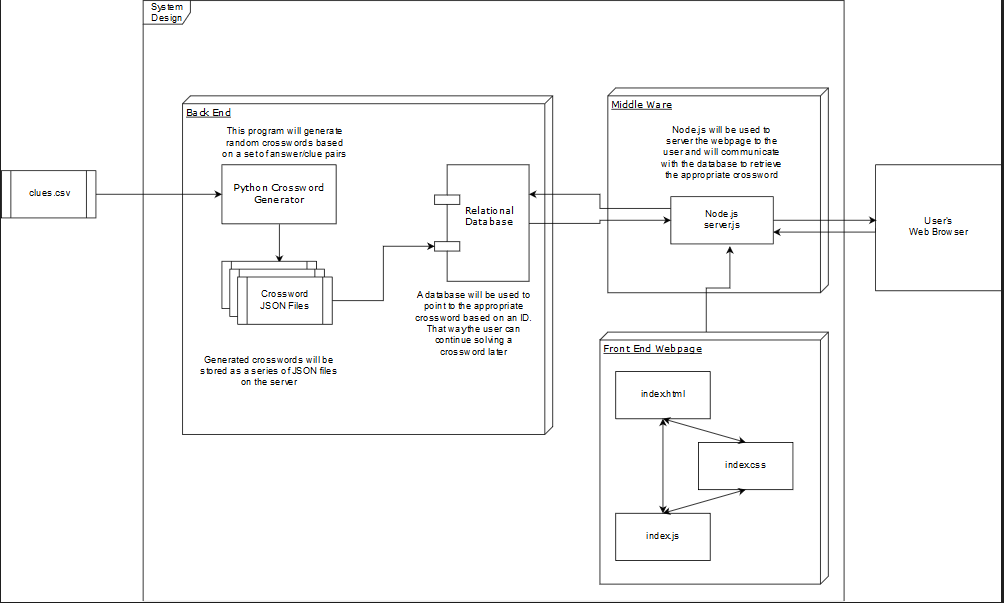 System
Design
Back End
This program will generate
random crosswords based
on a set of answer/clue pairs
clues.csv
Python Crossword
Generator
Crossword
JSON Files
Generated crosswords will be
stored as a series of JSON files
on the server
Relational
Database
A database will be used to
point to the appropriate
crossword based on an ID.
That way the user can
continue solving a
crossword later
Middle Ware
Node.js will be used to
server the webpage to the
user and will communicate
with the database to retrieve
the appropriate crossword
Node.js
server.js
User's
Web Browser
Front End Webpage
index.html
index.css
index.js